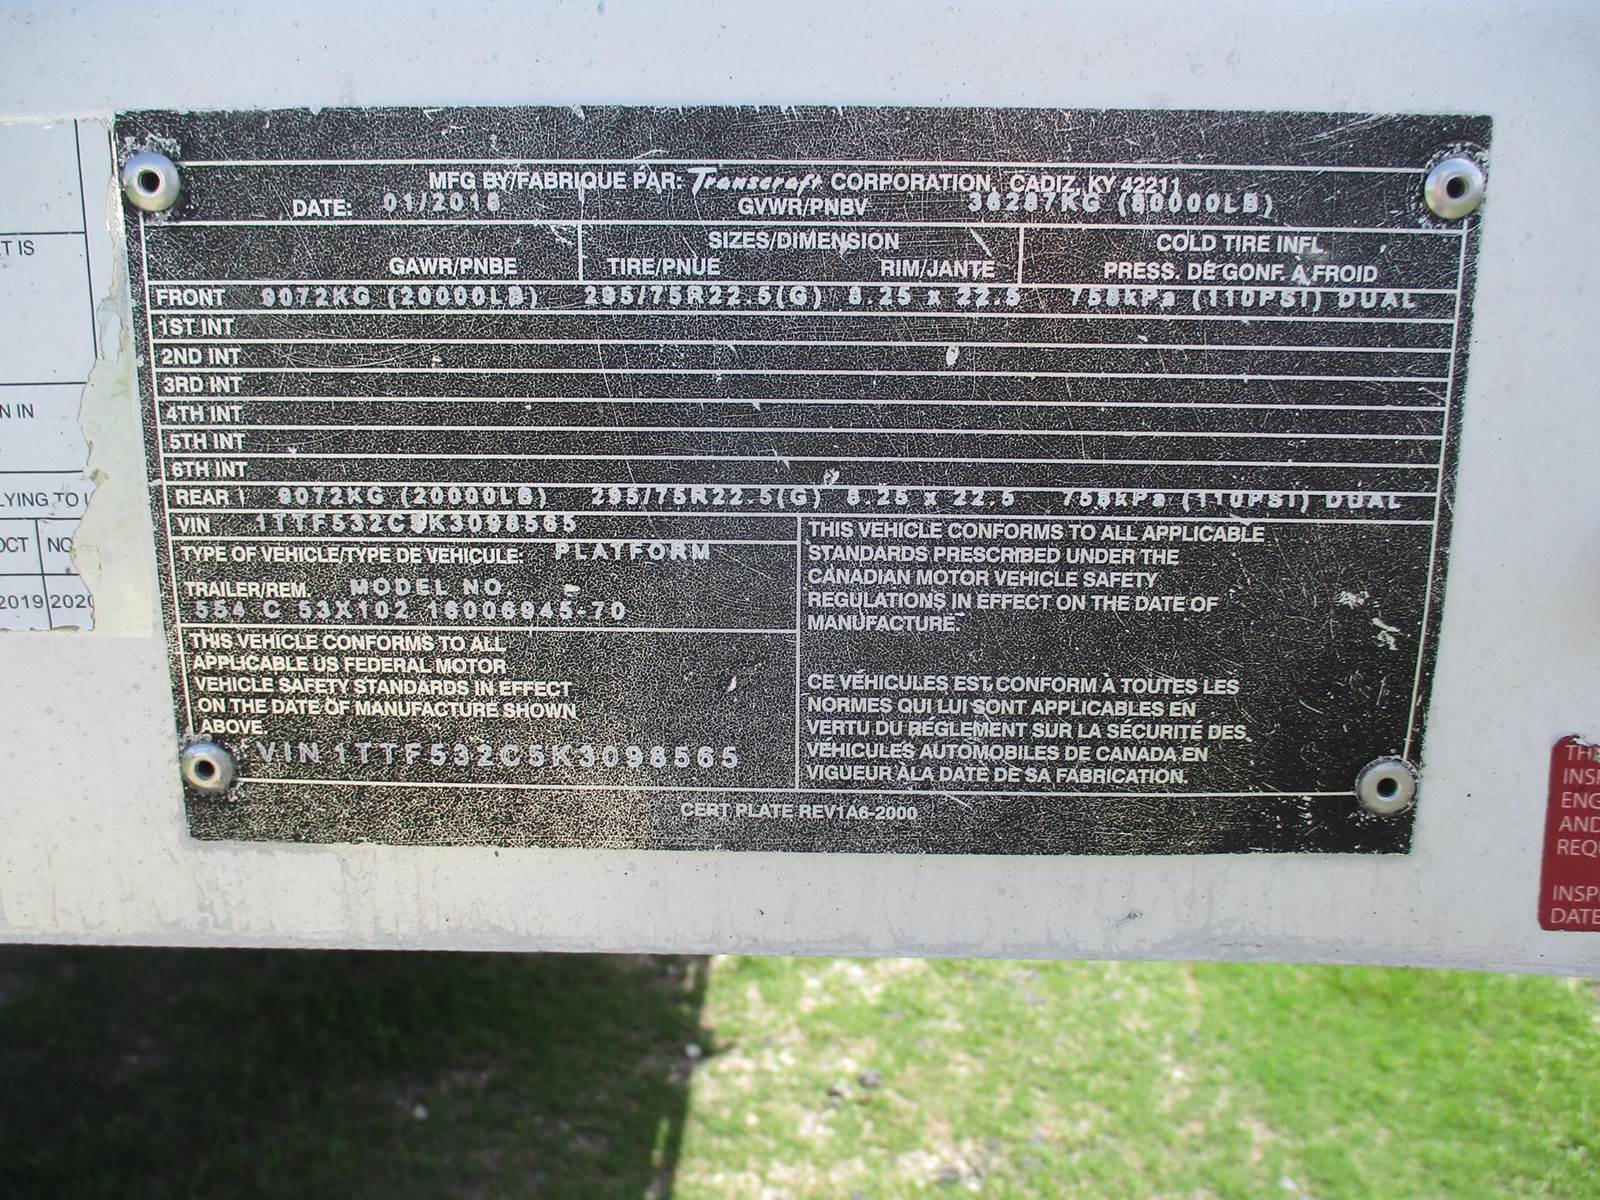 MFG BY/FABRIQUE PAR: Transcraft CORPORATION, CADIZ, KY 42211
DATE: 01/2018 GVWR/PNBV 36287KG (80000LB)
SIZES/DIMENSION COLD TIRE INFL
GAWR/PNBE TIRE/PNUE RIM/JANTE PRESS. DE GONF. À FROID
FRONT 9072KG (20000LB) 295/75R22.5(G) 8.25 x 22.5 758kPa (110PSI) DUAL
1ST INT
2ND INT
3RD INT
4TH INT
5TH INT
6TH INT
REAR 9072KG (20000LB) 295/75R22.5(G) 8.25 x 22.5 758kPa (110PSI) DUAL
VIN 1TTF532C5K3098565
TYPE OF VEHICLE/TYPE DE VEHICULE: PLATFORM
TRAILER/REM. MODEL NO.
554 C 53X102 16006945-70
THIS VEHICLE CONFORMS TO ALL
APPLICABLE US FEDERAL MOTOR
VEHICLE SAFETY STANDARDS IN EFFECT
ON THE DATE OF MANUFACTURE SHOWN
ABOVE.
VIN 1TTF532C5K3098565
THIS VEHICLE CONFORMS TO ALL APPLICABLE
STANDARDS PRESCRIBED UNDER THE
CANADIAN MOTOR VEHICLE SAFETY
REGULATIONS IN EFFECT ON THE DATE OF
MANUFACTURE.
CE VÉHICULES EST CONFORM À TOUTES LES
NORMES QUI LUI SONT APPLICABLES EN
VERTU DU RÉGLEMENT SUR LA SÉCURITÉ DES
VÉHICULES AUTOMOBILES DE CANADA EN
VIGUEUR ÀLA DATE DE SA FABRICATION.
CERT PLATE REV1A6-2000
T IS
N IN
LYING TO
OCT NO
2019 2020
TH
INSP
ENG
AND
REQU
INSP
DATE